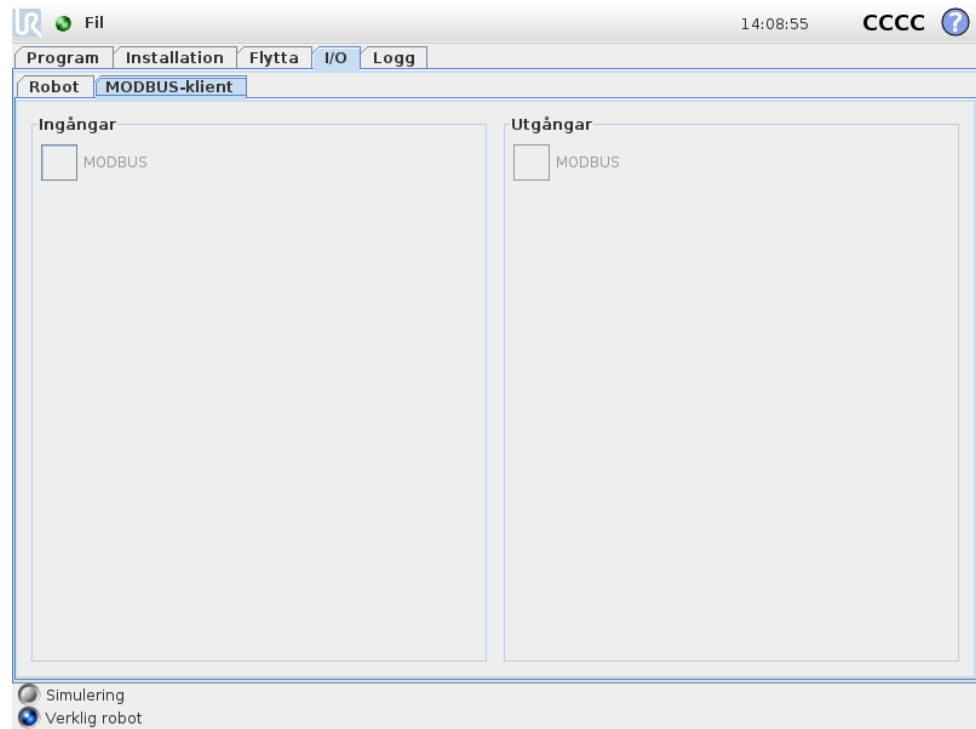 UR Fil 14:08:55 CCCC ?
Program Installation Flytta I/O Logg
Robot MODBUS-klient
Ingångar Utgångar
MODBUS MODBUS
Simulering
Verklig robot